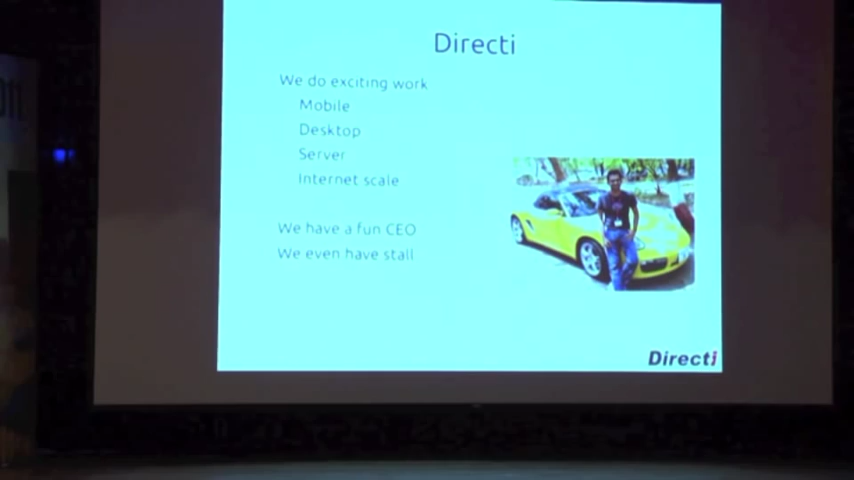 Directi
We do exciting work
Mobile
Desktop
Server
Internet scale
We have a fun CEO
We even have stall
Directi